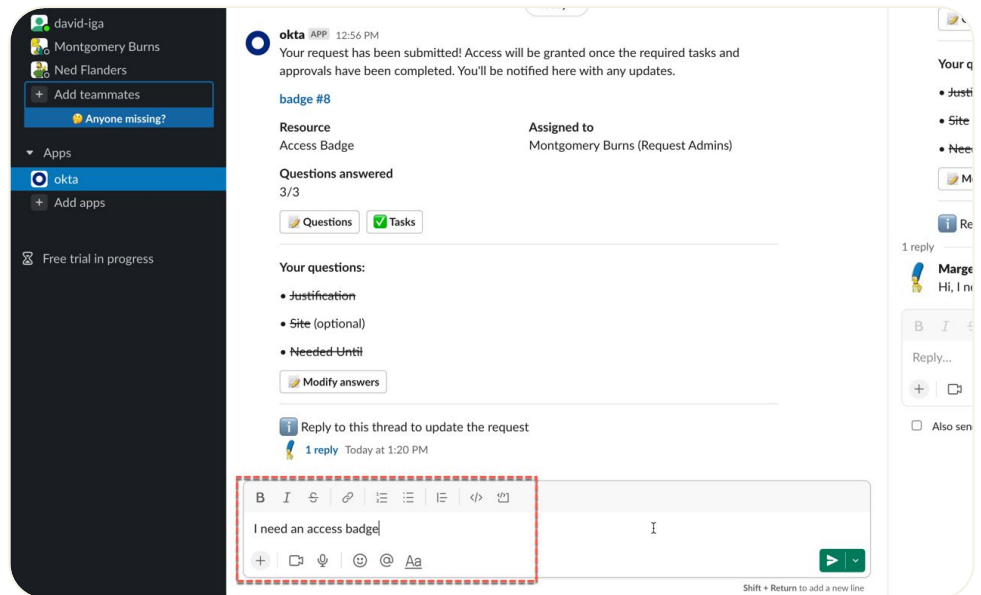 david-iga
Montgomery Burns
Ned Flanders
+ Add teammates
Anyone missing?
Apps
okta
+ Add apps
Free trial in progress
okta APP 12:56 PM
Your request has been submitted! Access will be granted once the required tasks and
approvals have been completed. You'll be notified here with any updates.
badge #8
Resource
Access Badge
Assigned to
Montgomery Burns (Request Admins)
Questions answered
3/3
Questions
Tasks
Your questions:
• Justification
• Site (optional)
• Needed Until
Modify answers
Reply to this thread to update the request
1 reply Today at 1:20 PM
B I S
I need an access badge
+ @ Aa
Shift + Return to add a new line
Your q
• Justi
• Site
• Nee
M
Re
1 reply
Marge
Hi, I n
B I S
Reply...
+
Also sen